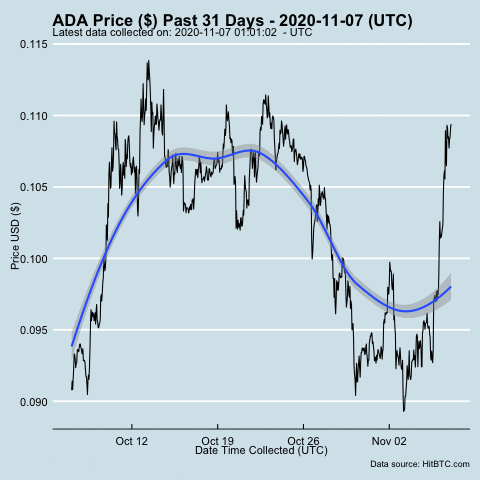 ADA Price ($) Past 31 Days - 2020-11-07 (UTC)
Latest data collected on: 2020-11-07 01:01:02 - UTC
0.115
0.110
0.105
0.100
0.095
0.090
Price USD ($)
Oct 12 Oct 19 Oct 26 Nov 02
Date Time Collected (UTC)
Data source: HitBTC.com